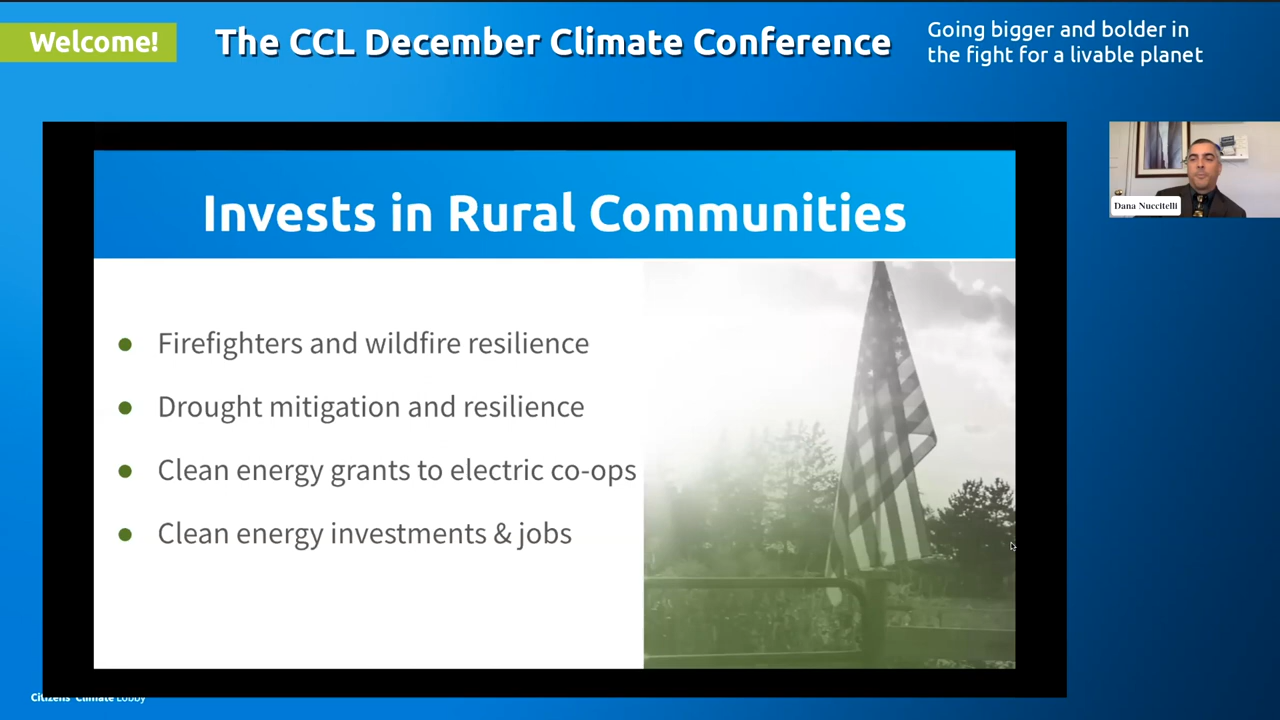 Welcome!
The CCL December Climate Conference
Going bigger and bolder in
the fight for a livable planet
Invests in Rural Communities
Firefighters and wildfire resilience
Drought mitigation and resilience
Clean energy grants to electric co-ops
Clean energy investments & jobs
Dana Nuccitelli
Citizens' Climate Lobby